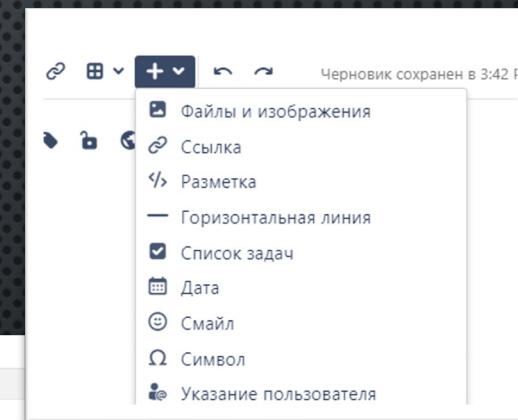 Черновик сохранен в 3:42
Файлы и изображения
Ссылка
Разметка
Горизонтальная линия
Список задач
Дата
Смайл
Символ
Указание пользователя